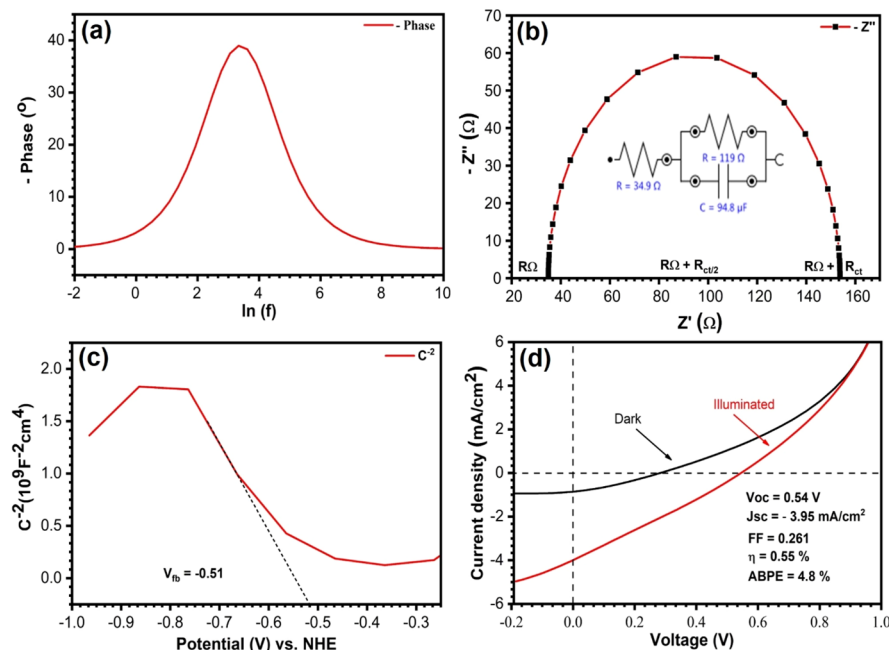 (a)
- Phase
40
30
20
10
0
- Phase (º)
-2 0 2 4 6 8 10
ln (f)
(b)
- Z"
70
60
50
40
30
20
10
0
- Z" (Ω)
R = 34.9 Ω
R = 119 Ω
C = 94.8 µF
RΩ
RΩ + Rct/2
RΩ + Rct
20 40 60 80 100 120 140 160
Z' (Ω)
(c)
C⁻²
2.0
1.5
1.0
0.5
0.0
C⁻²(10⁹F⁻²cm⁴)
Vfb = -0.51
-1.0 -0.9 -0.8 -0.7 -0.6 -0.5 -0.4 -0.3
Potential (V) vs. NHE
(d)
6
4
2
0
-2
-4
-6
Current density (mA/cm²)
Dark
Illuminated
Voc = 0.54 V
Jsc = - 3.95 mA/cm²
FF = 0.261
η = 0.55 %
ABPE = 4.8 %
-0.2 0.0 0.2 0.4 0.6 0.8 1.0
Voltage (V)